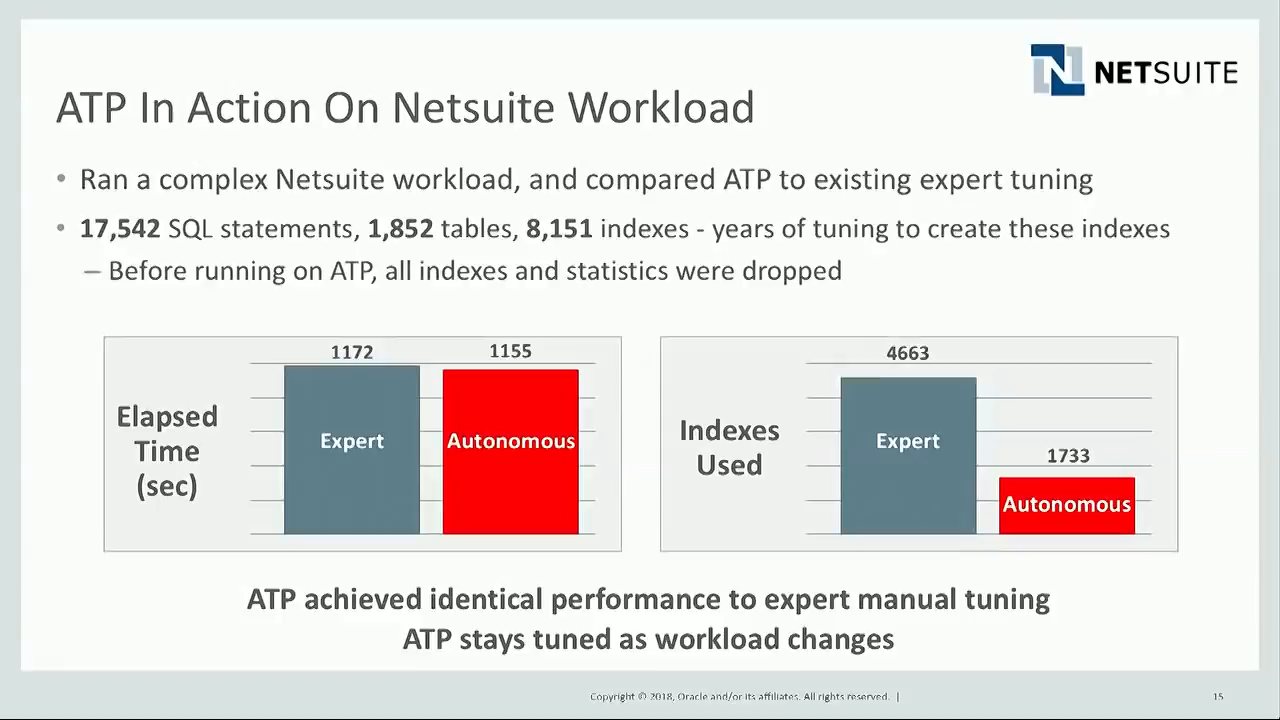 NETSUITE
ATP In Action On Netsuite Workload
• Ran a complex Netsuite workload, and compared ATP to existing expert tuning
• 17,542 SQL statements, 1,852 tables, 8,151 indexes - years of tuning to create these indexes
– Before running on ATP, all indexes and statistics were dropped
Elapsed
Time
(sec)
1172
1155
Expert
Autonomous
Indexes
Used
4663
1733
Expert
Autonomous
ATP achieved identical performance to expert manual tuning
ATP stays tuned as workload changes
Copyright © 2018, Oracle and/or its affiliates. All rights reserved. |
15